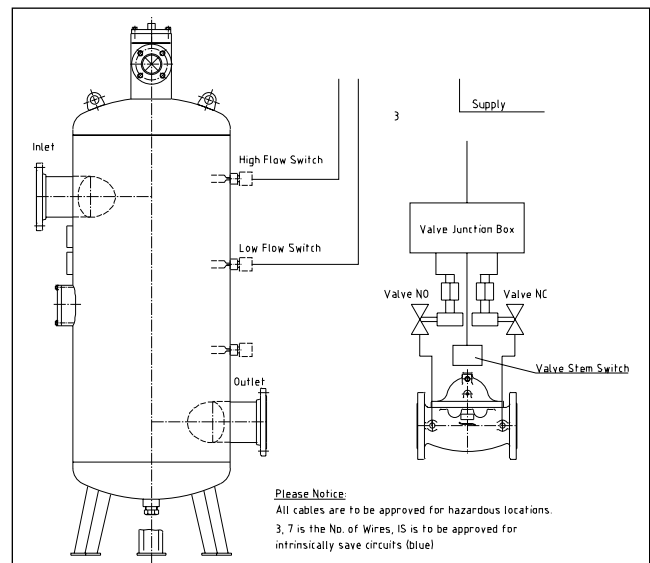 Supply
3
Inlet
High Flow Switch
Valve Junction Box
Low Flow Switch
Valve NO
Valve NC
Valve Stem Switch
Outlet
Please Notice:
All cables are to be approved for hazardous locations.
3, 7 is the No. of Wires, IS is to be approved for
intrinsically save circuits (blue)